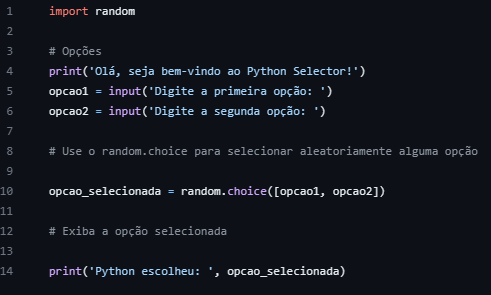 1 import random
2
3 # Opções
4 print('Olá, seja bem-vindo ao Python Selector!')
5 opcao1 = input('Digite a primeira opção: ')
6 opcao2 = input('Digite a segunda opção: ')
7
8 # Use o random.choice para selecionar aleatoriamente alguma opção
9
10 opcao_selecionada = random.choice([opcao1, opcao2])
11
12 # Exiba a opção selecionada
13
14 print('Python escolheu: ', opcao_selecionada)